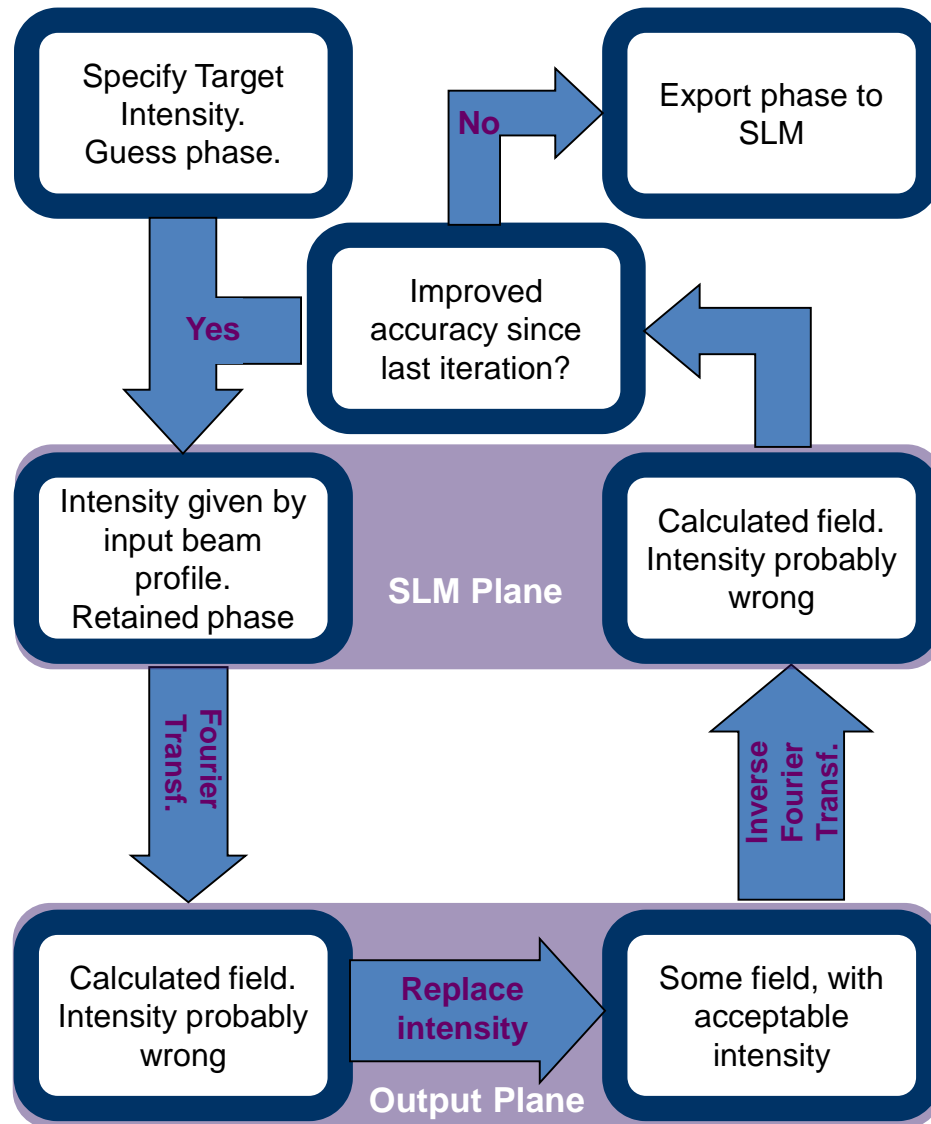 Specify Target
Intensity.
Guess phase.
No
Export phase to
SLM
Improved
accuracy since
last iteration?
Yes
Intensity given by
input beam
profile.
Retained phase
SLM Plane
Calculated field.
Intensity probably
wrong
Fourier
Transf.
Inverse
Fourier
Transf.
Calculated field.
Intensity probably
wrong
Replace
intensity
Some field, with
acceptable
intensity
Output Plane